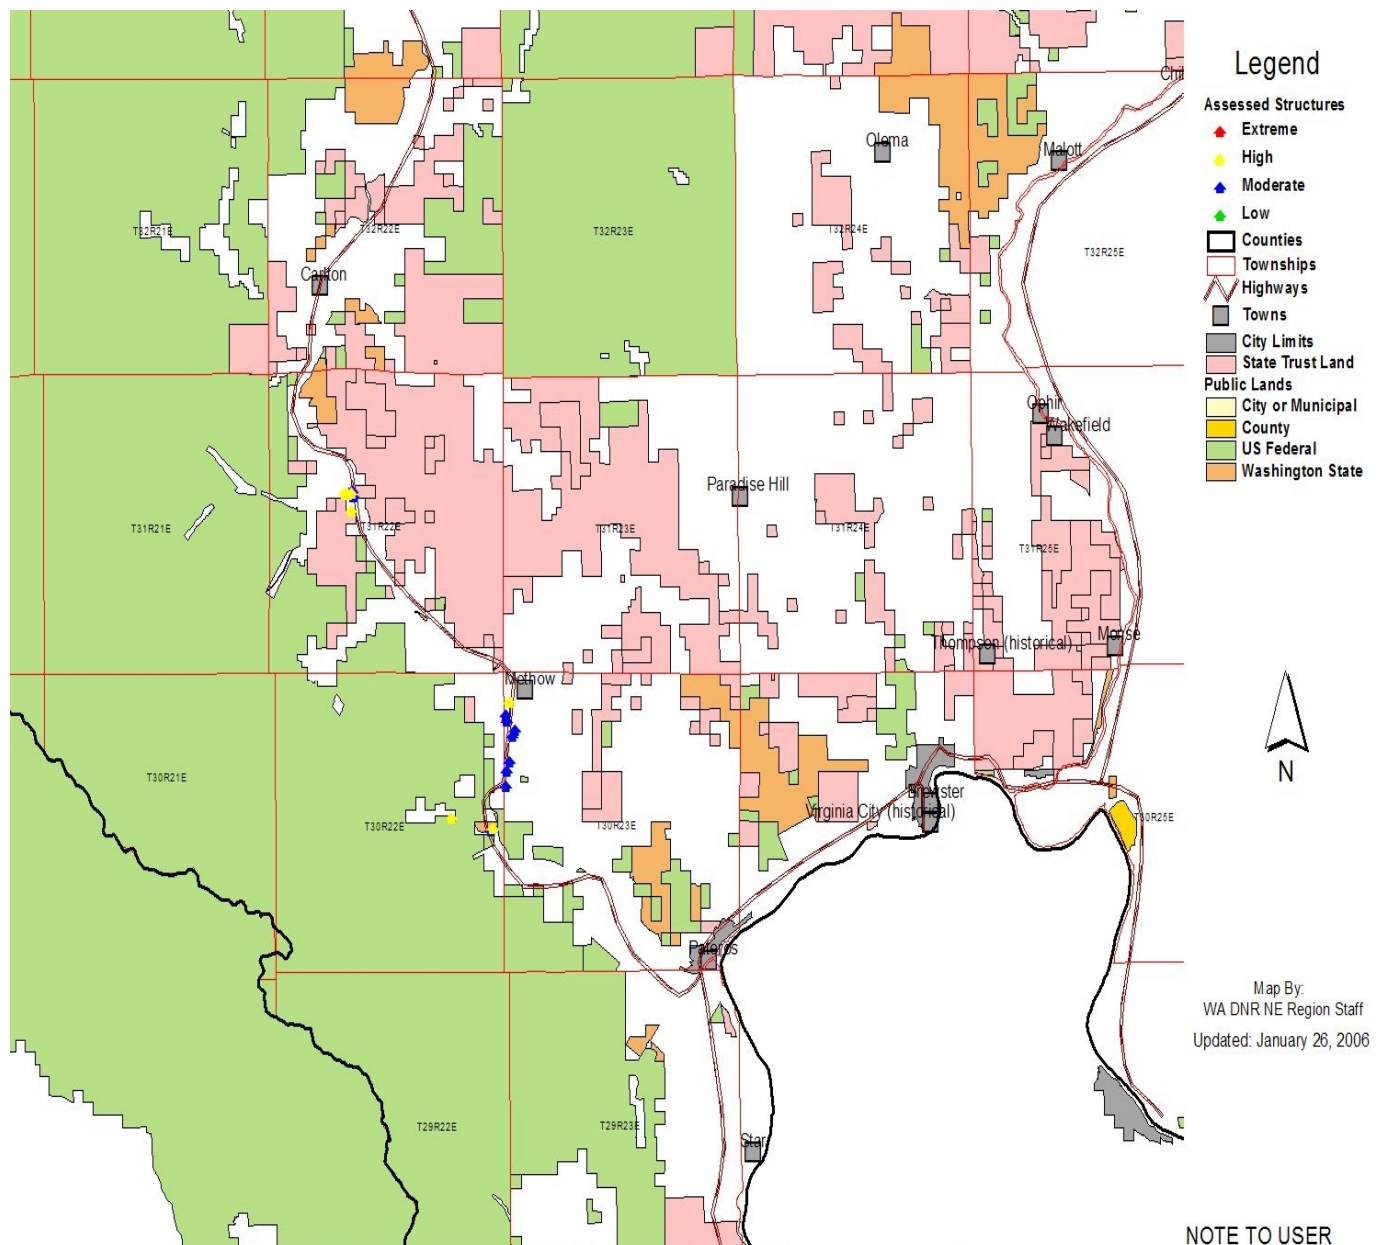 Legend
Assessed Structures
Extreme
High
Moderate
Low
Counties
Townships
Highways
Towns
City Limits
State Trust Land
Public Lands
City or Municipal
County
US Federal
Washington State
Chil
Olema
Malott
T32R21E
T32R22E
T32R23E
T32R24E
T32R25E
Carlton
Ophir
Wakefield
Paradise Hill
T31R21E
T31R22E
T31R23E
T31R24E
T31R25E
Thompson (historical)
Monse
Methow
T30R21E
T30R22E
T30R23E
Brewster
Virginia City (historical)
T30R25E
Pateros
N
Map By:
WA DNR NE Region Staff
Updated: January 26, 2006
T29R22E
T29R23E
Star
NOTE TO USER